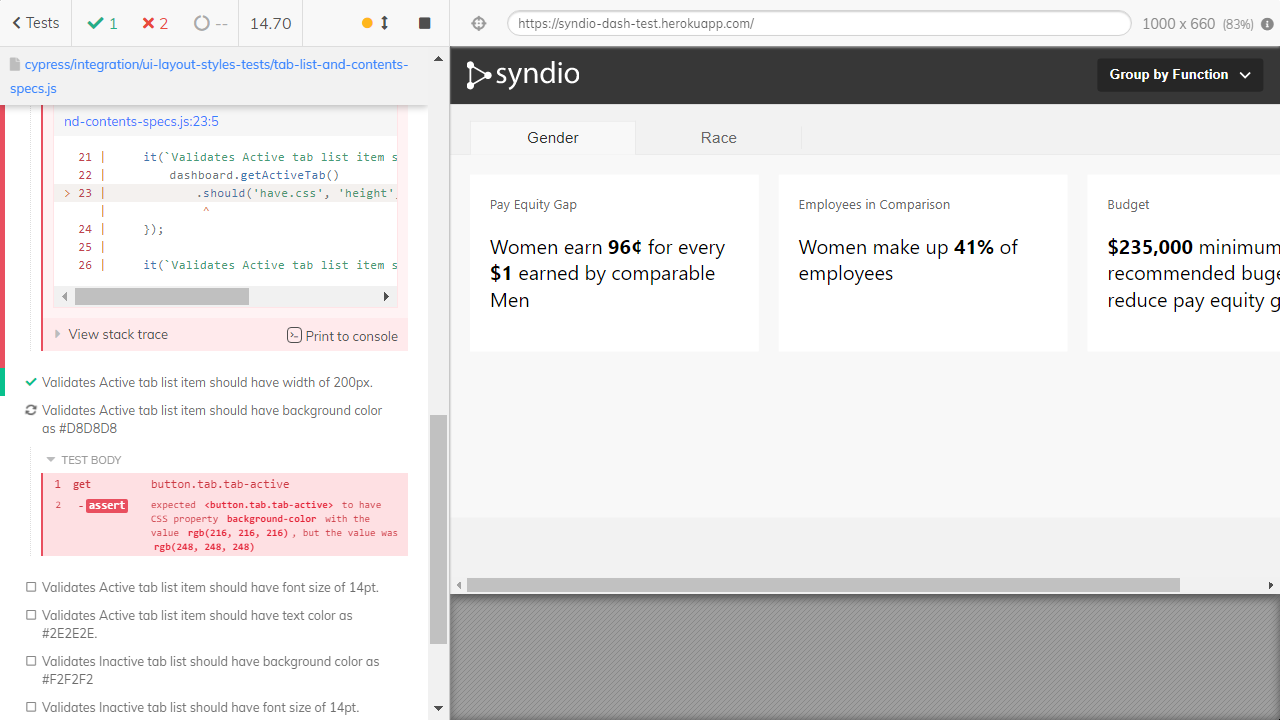 Tests
1
2
--
14.70
https://syndio-dash-test.herokuapp.com/
1000 x 660 (83%)
cypress/integration/ui-layout-styles-tests/tab-list-and-contents-
specs.js
nd-contents-specs.js:23:5
21 | it(`Validates Active tab list item s
22 | dashboard.getActiveTab()
> 23 | .should('have.css', 'height',
| ^
24 | });
25 |
26 | it(`Validates Active tab list item s
View stack trace
Print to console
Validates Active tab list item should have width of 200px.
Validates Active tab list item should have background color
as #D8D8D8
TEST BODY
1 get button.tab.tab-active
2 -assert expected <button.tab.tab-active> to have
CSS property background-color with the
value rgb(216, 216, 216), but the value was
rgb(248, 248, 248)
Validates Active tab list item should have font size of 14pt.
Validates Active tab list item should have text color as
#2E2E2E.
Validates Inactive tab list should have background color as
#F2F2F2
Validates Inactive tab list should have font size of 14pt.
syndio
Group by Function
Gender
Race
Pay Equity Gap
Women earn 96¢ for every
$1 earned by comparable
Men
Employees in Comparison
Women make up 41% of
employees
Budget
$235,000 minimum
recommended buge
reduce pay equity g